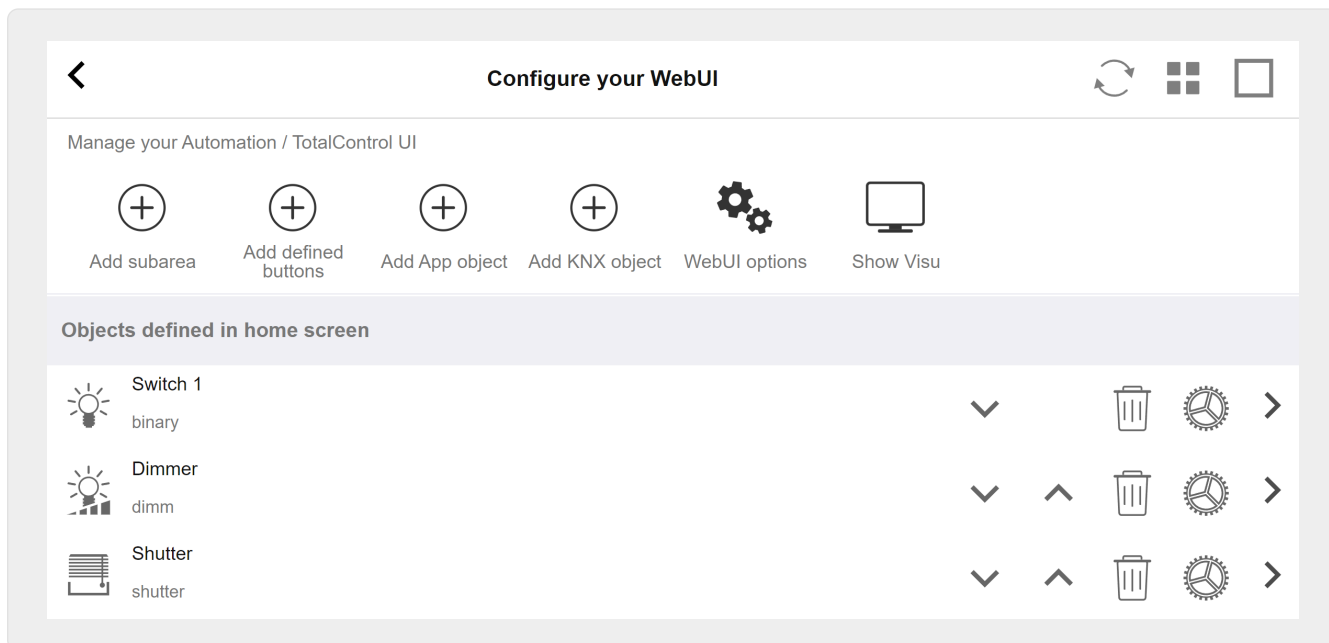 Configure your WebUI
Manage your Automation / TotalControl UI
Add subarea
Add defined
buttons
Add App object
Add KNX object
WebUI options
Show Visu
Objects defined in home screen
Switch 1
binary
Dimmer
dimm
Shutter
shutter